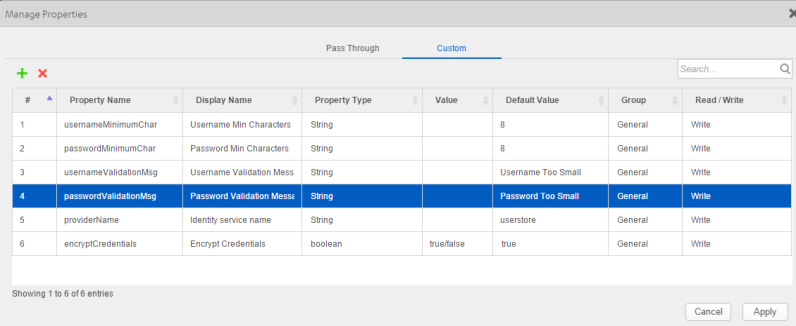 Manage Properties
Pass Through Custom
Search...
# Property Name Display Name Property Type Value Default Value Group Read / Write
1 usernameMinimumChar Username Min Characters String 8 General Write
2 passwordMinimumChar Password Min Characters String 8 General Write
3 usernameValidationMsg Username Validation Mess String Username Too Small General Write
4 passwordValidationMsg Password Validation Messa String Password Too Small General Write
5 providerName Identity service name String userstore General Write
6 encryptCredentials Encrypt Credentials boolean true/false true General Write
Showing 1 to 6 of 6 entries
Cancel Apply